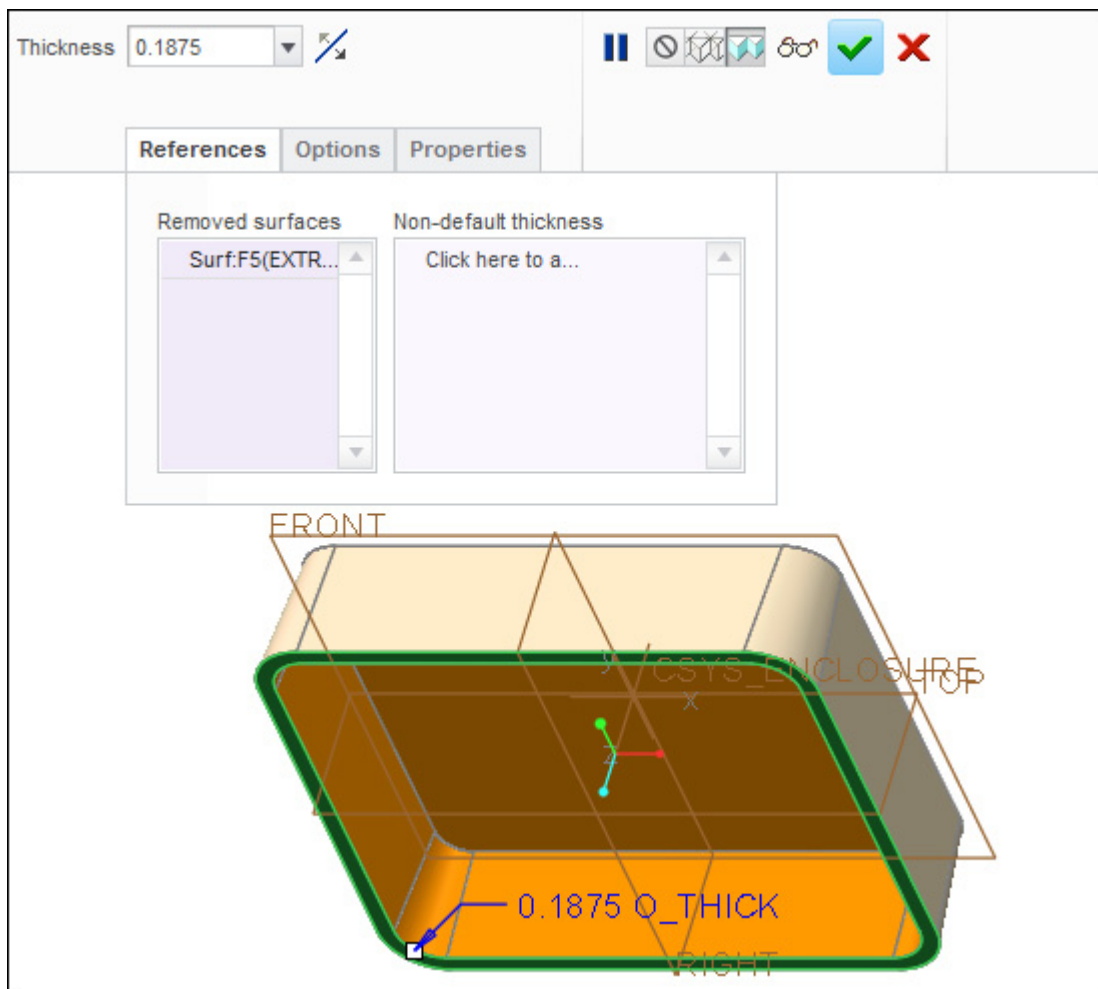 Thickness 0.1875
References Options Properties
Removed surfaces Non-default thickness
Surf:F5(EXTR... Click here to a...
FRONT
y CSYS_ENCLOSURE
TOP
x
Z
0.1875 O_THICK
RIGHT